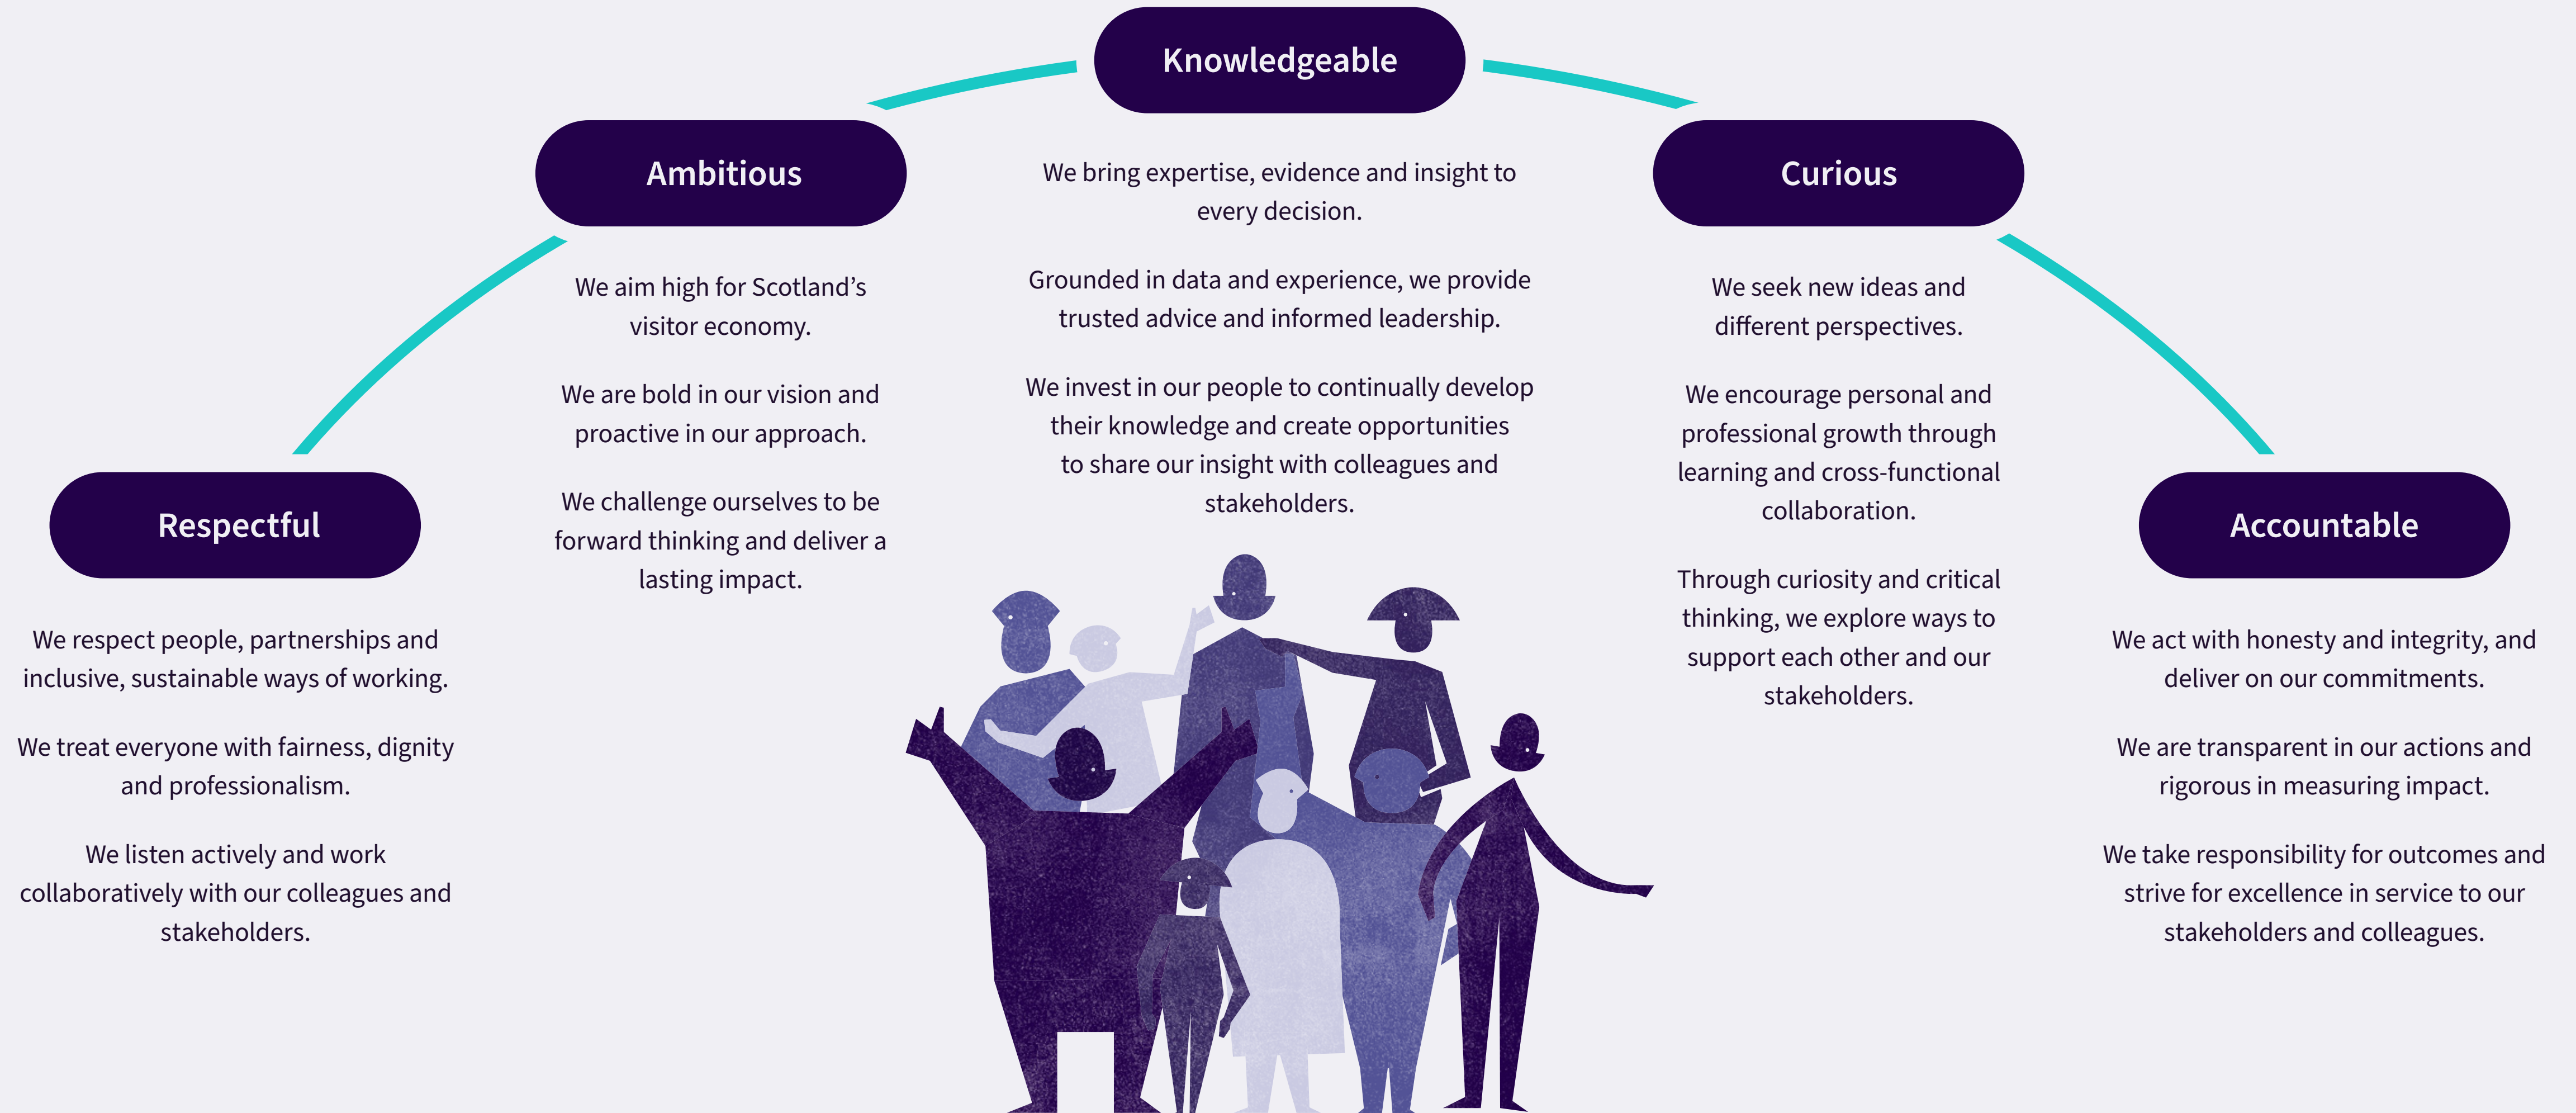 Respectful
We respect people, partnerships and
inclusive, sustainable ways of working.
We treat everyone with fairness, dignity
and professionalism.
We listen actively and work
collaboratively with our colleagues and
stakeholders.
Ambitious
We aim high for Scotland’s
visitor economy.
We are bold in our vision and
proactive in our approach.
We challenge ourselves to be
forward thinking and deliver a
lasting impact.
Knowledgeable
We bring expertise, evidence and insight to
every decision.
Grounded in data and experience, we provide
trusted advice and informed leadership.
We invest in our people to continually develop
their knowledge and create opportunities
to share our insight with colleagues and
stakeholders.
Curious
We seek new ideas and
different perspectives.
We encourage personal and
professional growth through
learning and cross-functional
collaboration.
Through curiosity and critical
thinking, we explore ways to
support each other and our
stakeholders.
Accountable
We act with honesty and integrity, and
deliver on our commitments.
We are transparent in our actions and
rigorous in measuring impact.
We take responsibility for outcomes and
strive for excellence in service to our
stakeholders and colleagues.